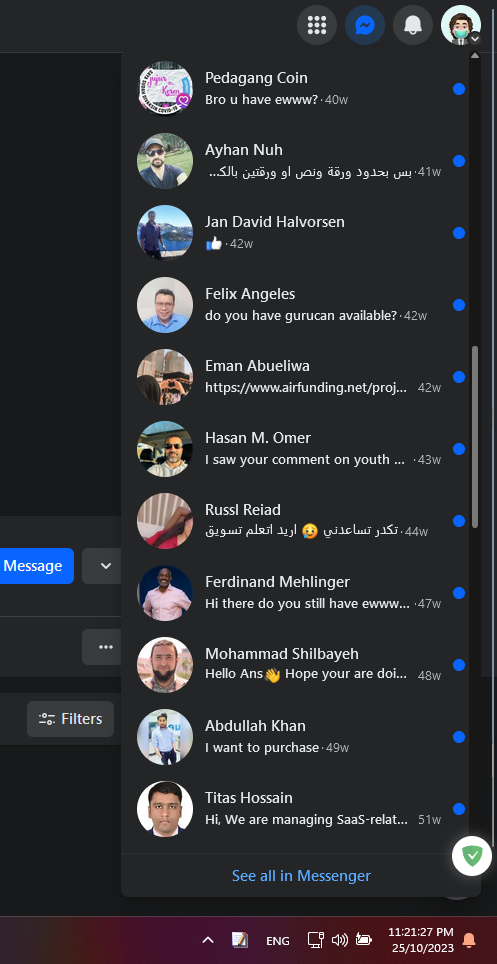 Pedagang Coin
Bro u have ewww? · 40w
Ayhan Nuh
بس بحدود ورقة ونص او ورقتين بالك... · 41w
Jan David Halvorsen
👍 · 42w
Felix Angeles
do you have gurucan available? · 42w
Eman Abueliwa
https://www.airfunding.net/proj... 42w
Hasan M. Omer
I saw your comment on youth ... · 43w
Russl Reiad
تكدر تساعدني 🥲 اريد اتعلم تسويق · 44w
Ferdinand Mehlinger
Hi there do you still have ewww... · 47w
Mohammad Shilbayeh
Hello Ans👋 Hope your are doi... 48w
Abdullah Khan
I want to purchase · 49w
Titas Hossain
Hi, We are managing SaaS-relat... 51w
Message
Filters
See all in Messenger
ENG
11:21:27 PM
25/10/2023